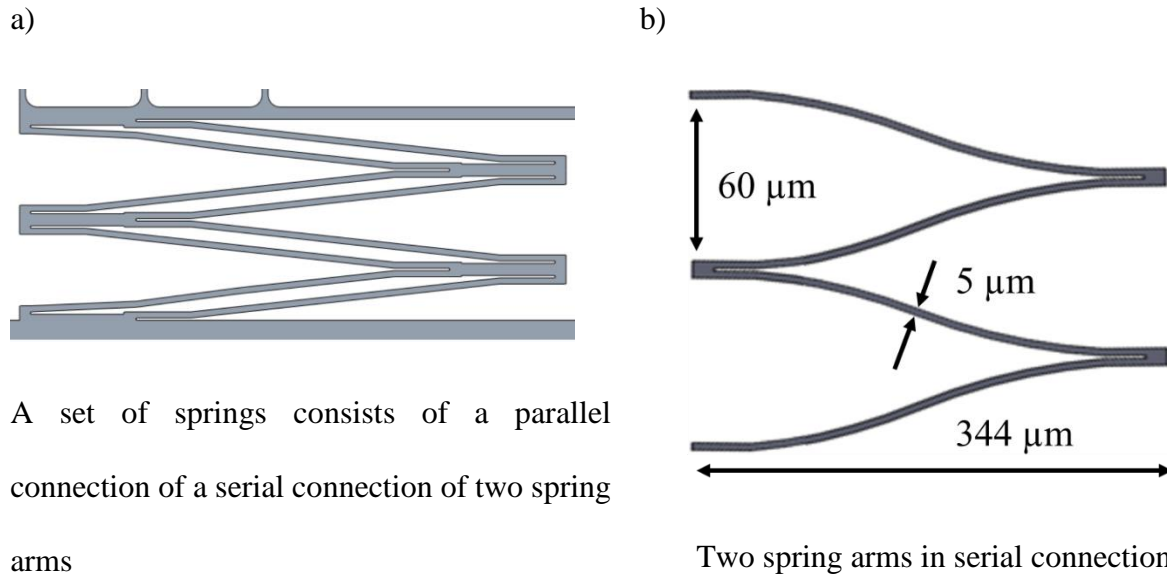 a)
b)
60 µm
5 µm
344 µm
A set of springs consists of a parallel
connection of a serial connection of two spring
arms
Two spring arms in serial connection